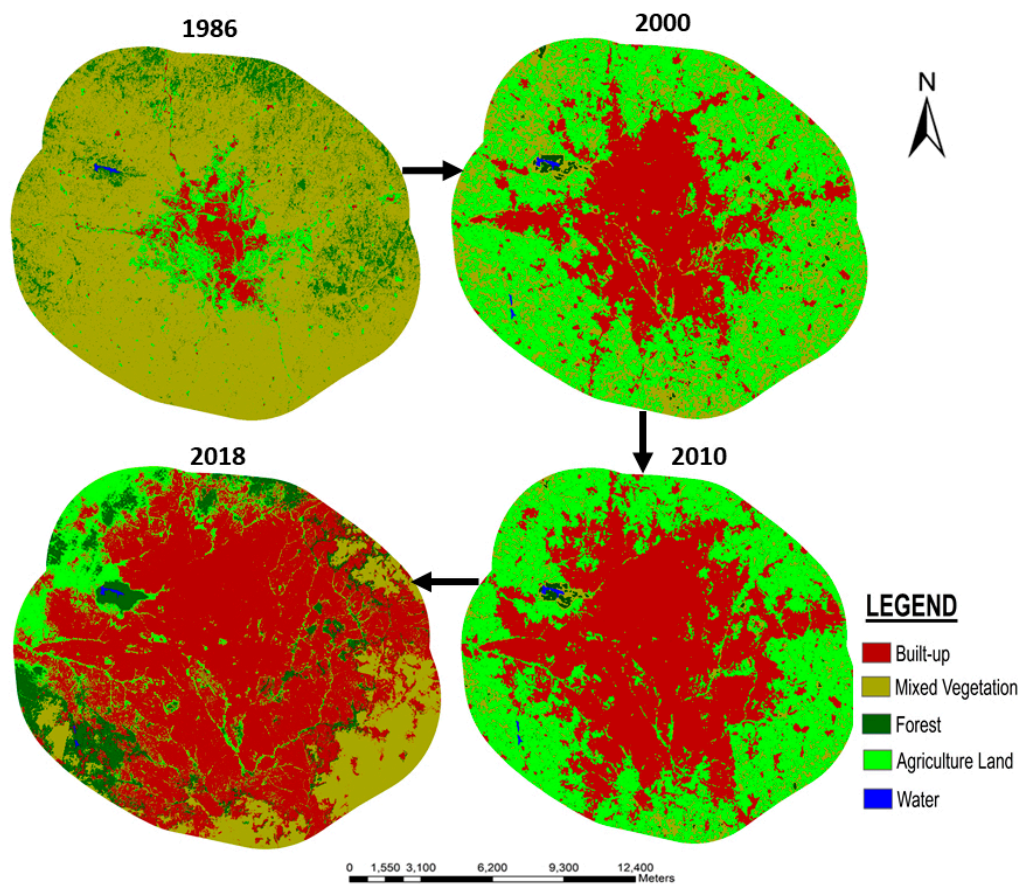 1986
2000
N
2018
2010
LEGEND
Built-up
Mixed Vegetation
Forest
Agriculture Land
Water
0 1,550 3,100 6,200 9,300 12,400
Meters